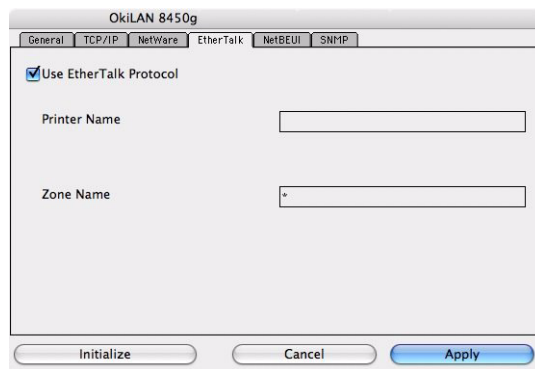 OkiLAN 8450g
General TCP/IP NetWare EtherTalk NetBEUI SNMP
Use EtherTalk Protocol
Printer Name
Zone Name *
Initialize Cancel Apply